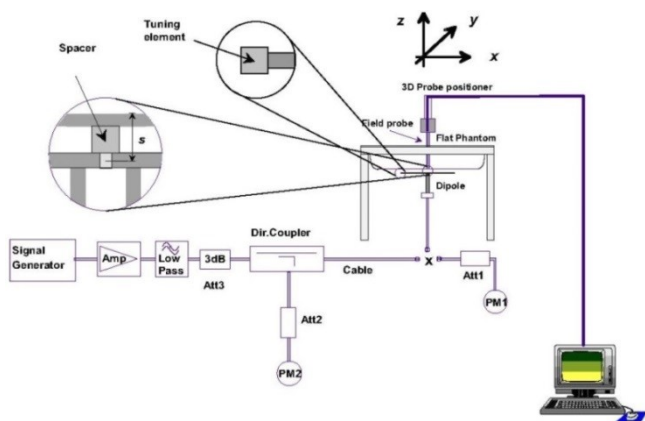 Tuning
element
Spacer
s
z
y
x
3D Probe positioner
Field probe
Flat Phantom
Dipole
Signal
Generator
Amp
Low
Pass
3dB
Att3
Dir.Coupler
Cable
x
Att1
PM1
Att2
PM2